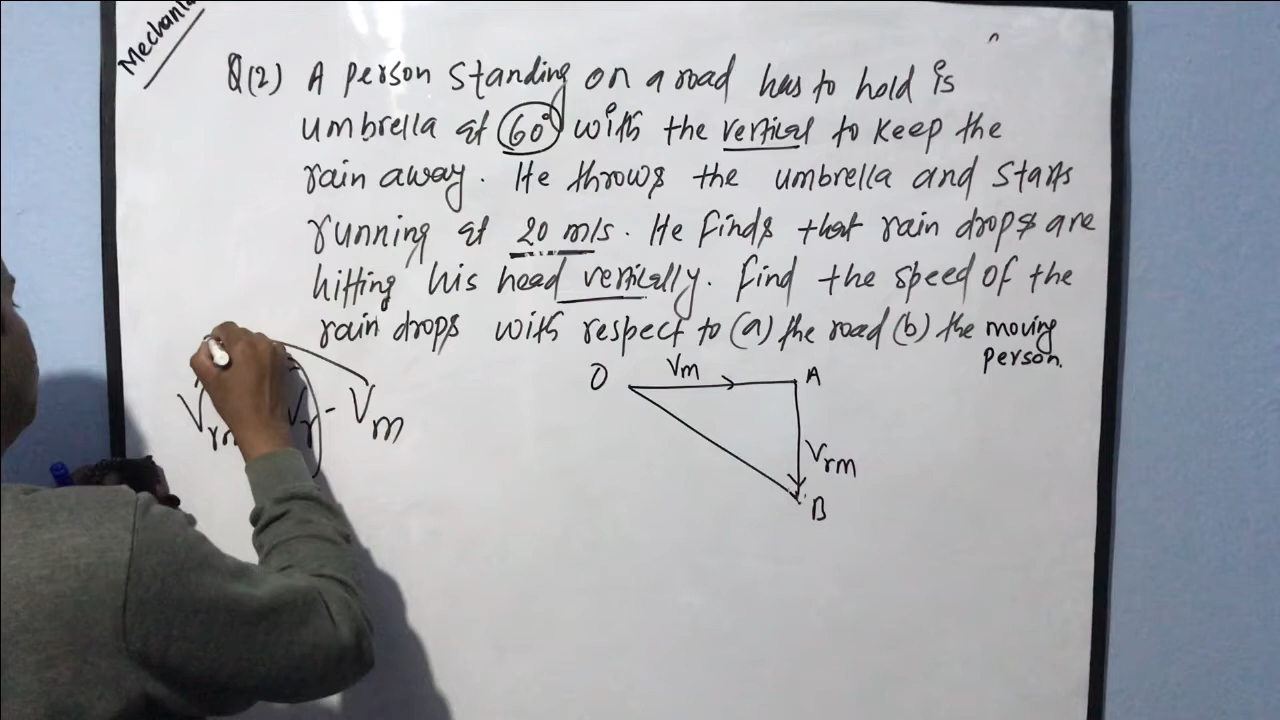 Q(2) A person standing on a road has to hold is
umbrella at 60° with the vertical to keep the
rain away. He throws the umbrella and starts
running at 20 m/s. He finds that rain drops are
hitting his head vertically. find the speed of the
rain drops with respect to (a) the road (b) the moving
person.
O Vm A
Vr - Vm
Vrm
B